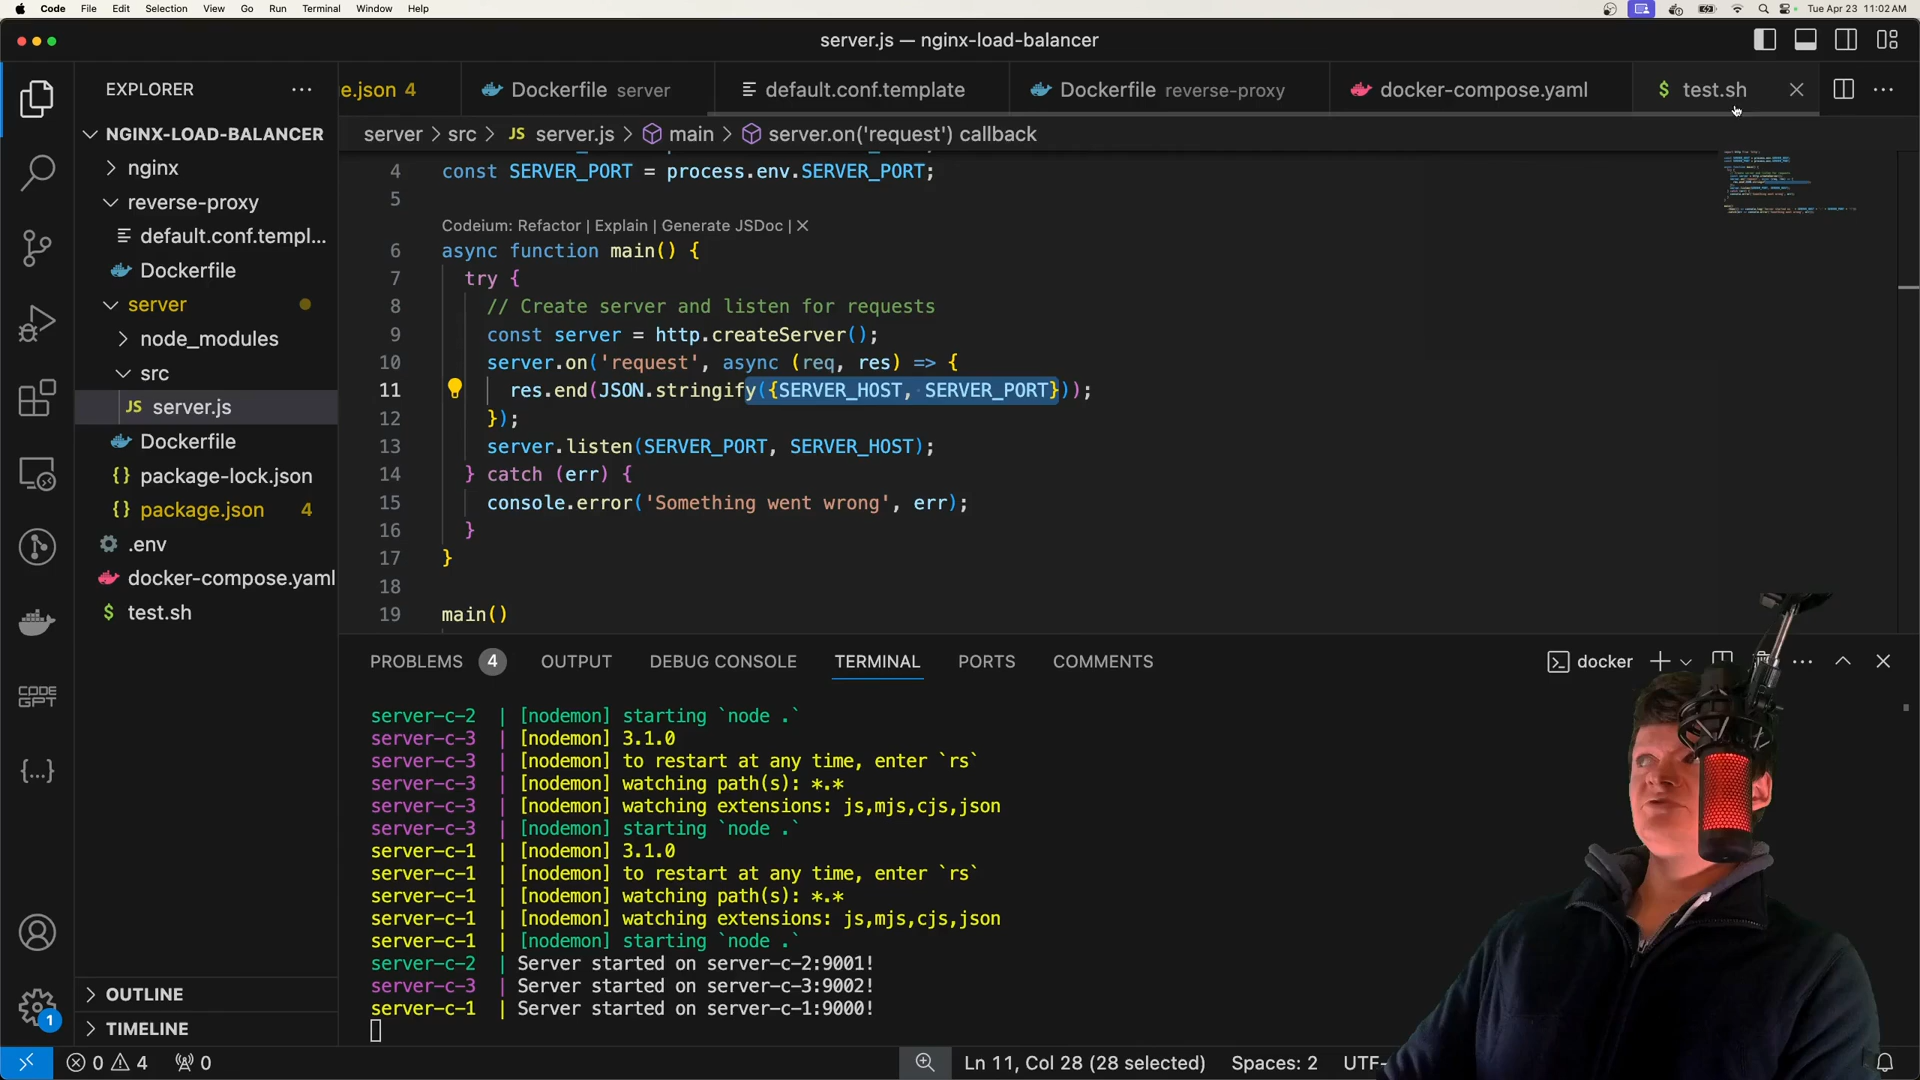 Code File Edit Selection View Go Run Terminal Window Help Tue Apr 23 11:02 AM
server.js — nginx-load-balancer
EXPLORER
e.json 4
Dockerfile server
default.conf.template
Dockerfile reverse-proxy
docker-compose.yaml
$ test.sh
NGINX-LOAD-BALANCER
nginx
reverse-proxy
default.conf.templ...
Dockerfile
server
node_modules
src
JS server.js
Dockerfile
{} package-lock.json
{} package.json 4
.env
docker-compose.yaml
$ test.sh
OUTLINE
TIMELINE
CODE
GPT
{...}
1
server > src > JS server.js > main > server.on('request') callback
4 const SERVER_PORT = process.env.SERVER_PORT;
5
Codeium: Refactor | Explain | Generate JSDoc | X
6 async function main() {
7 try {
8 // Create server and listen for requests
9 const server = http.createServer();
10 server.on('request', async (req, res) => {
11 res.end(JSON.stringify({SERVER_HOST, SERVER_PORT}));
12 });
13 server.listen(SERVER_PORT, SERVER_HOST);
14 } catch (err) {
15 console.error('Something went wrong', err);
16 }
17 }
18
19 main()
PROBLEMS 4 OUTPUT DEBUG CONSOLE TERMINAL PORTS COMMENTS docker
server-c-2 | [nodemon] starting `node .`
server-c-3 | [nodemon] 3.1.0
server-c-3 | [nodemon] to restart at any time, enter `rs`
server-c-3 | [nodemon] watching path(s): *.*
server-c-3 | [nodemon] watching extensions: js,mjs,cjs,json
server-c-3 | [nodemon] starting `node .`
server-c-1 | [nodemon] 3.1.0
server-c-1 | [nodemon] to restart at any time, enter `rs`
server-c-1 | [nodemon] watching path(s): *.*
server-c-1 | [nodemon] watching extensions: js,mjs,cjs,json
server-c-1 | [nodemon] starting `node .`
server-c-2 | Server started on server-c-2:9001!
server-c-3 | Server started on server-c-3:9002!
server-c-1 | Server started on server-c-1:9000!
0 4 0 Ln 11, Col 28 (28 selected) Spaces: 2 UTF-